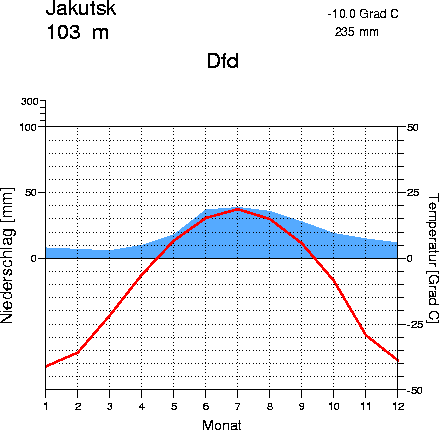 Jakutsk
103 m
-10.0 Grad C
235 mm
Dfd
300
100
50
0
Niederschlag [mm]
50
25
0
-25
-50
Temperatur [Grad C]
1 2 3 4 5 6 7 8 9 10 11 12
Monat